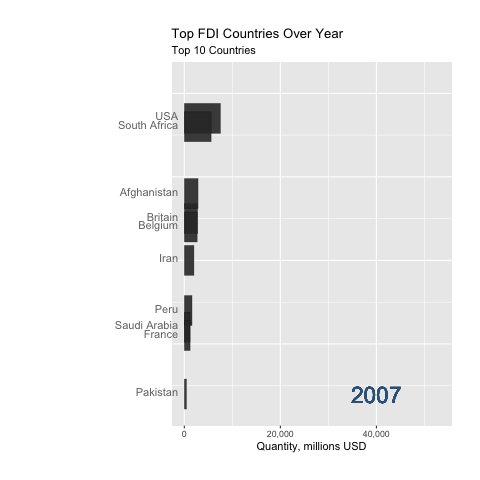 Top FDI Countries Over Year
Top 10 Countries
USA
South Africa
Afghanistan
Britain
Belgium
Iran
Peru
Saudi Arabia
France
Pakistan
2007
0 20,000 40,000
Quantity, millions USD